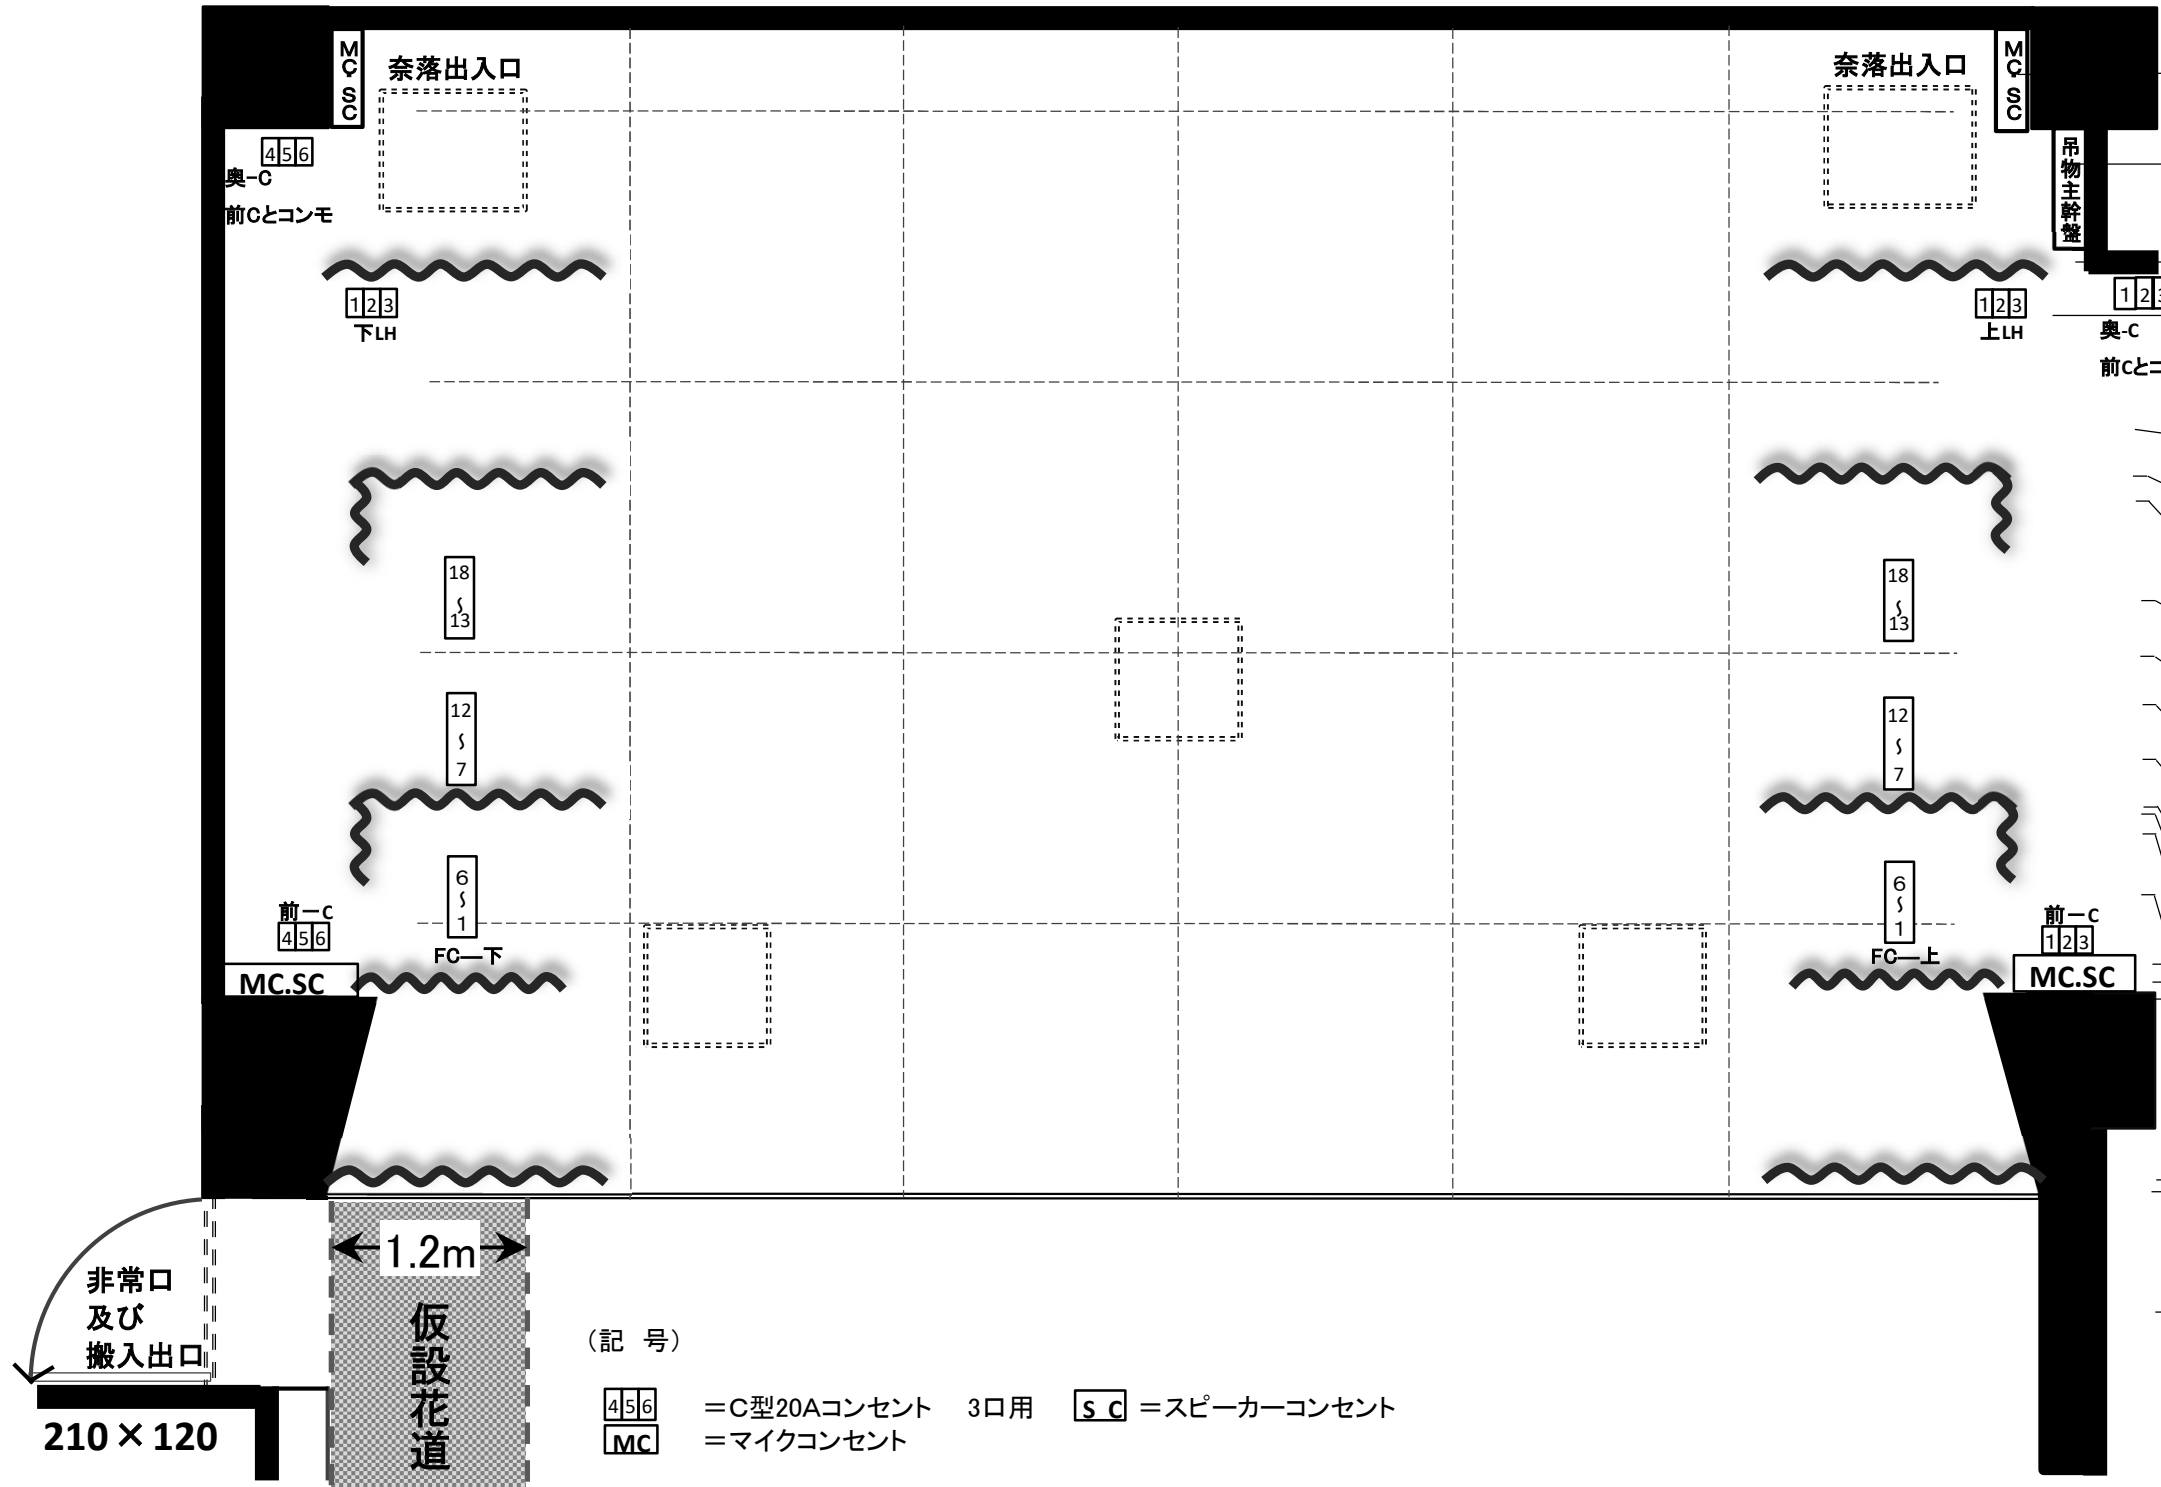 MC.SC
奈落出入口
奈落出入口
MC.SC
456
奥-C
前Cとコンモ
吊物主幹盤
123
下LH
123
上LH
123
奥-C
前Cとコ
18
〜
13
18
〜
13
12
〜
7
12
〜
7
6
〜
1
FC―下
6
〜
1
FC―上
前－C
456
MC.SC
前－C
123
MC.SC
1.2m
仮設花道
非常口
及び
搬入出口
210×120
（記 号）
456 ＝C型20Aコンセント 3口用 S C ＝スピーカーコンセント
MC ＝マイクコンセント